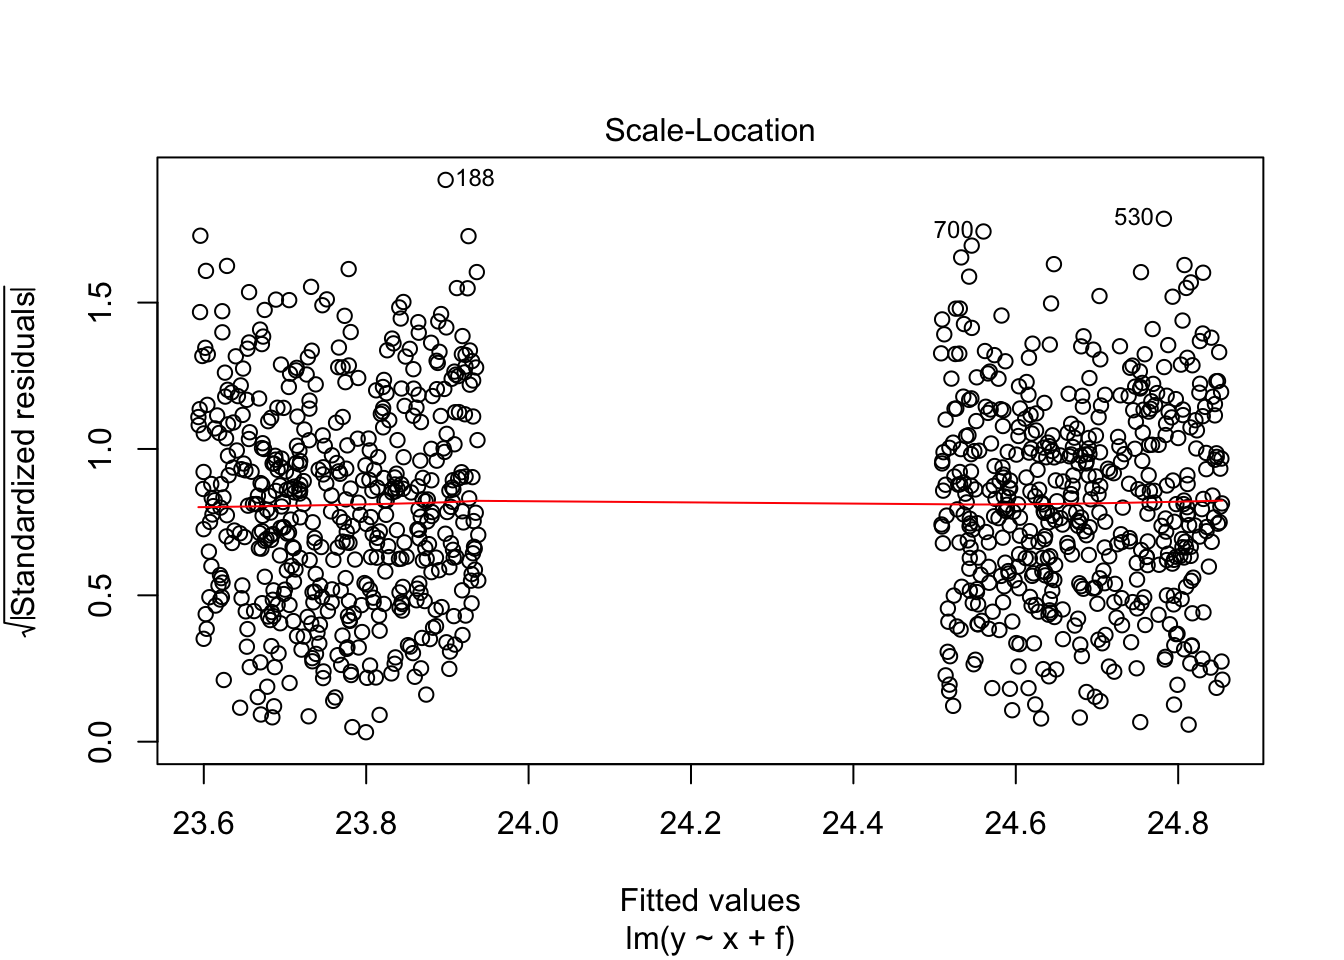 Scale-Location
188
530
700
√|Standardized residuals|
1.5
1.0
0.5
0.0
23.6 23.8 24.0 24.2 24.4 24.6 24.8
Fitted values
lm(y ~ x + f)